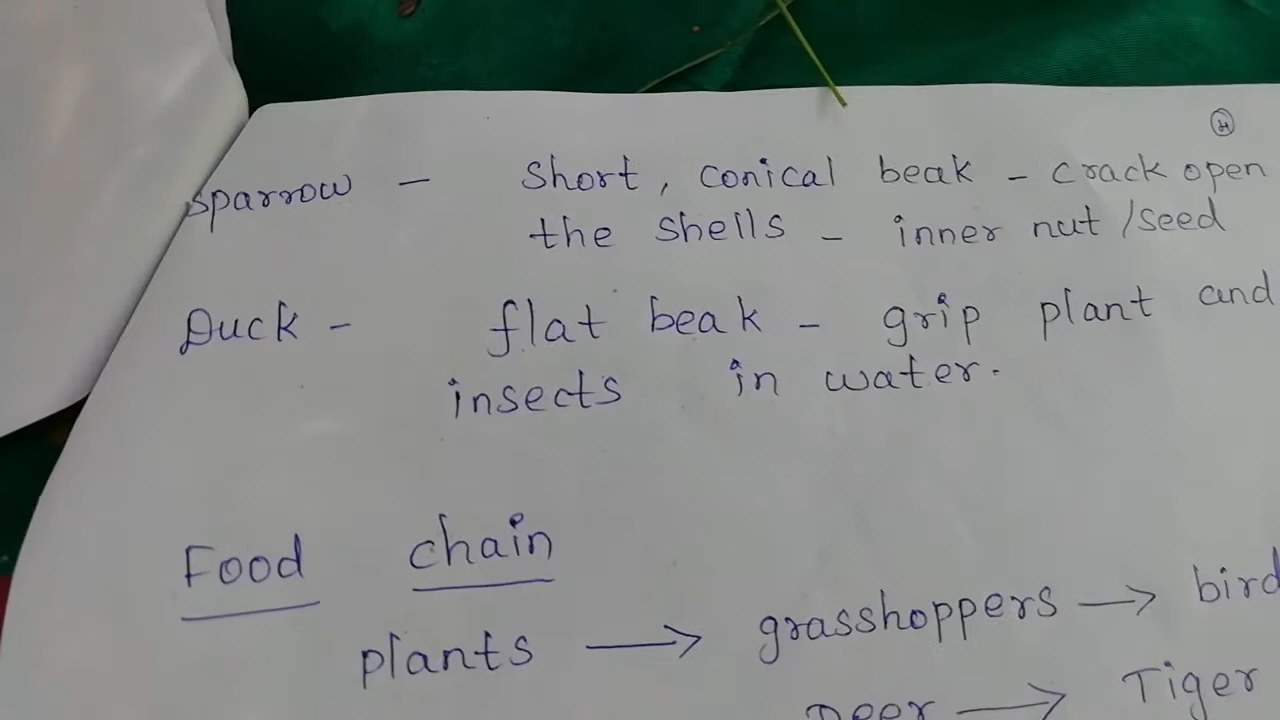 Sparrow - Short, conical beak - crack open
the shells - inner nut /seed
Duck - flat beak - grip plant and
insects in water.
Food chain
plants → grasshoppers → bird
Deer → Tiger